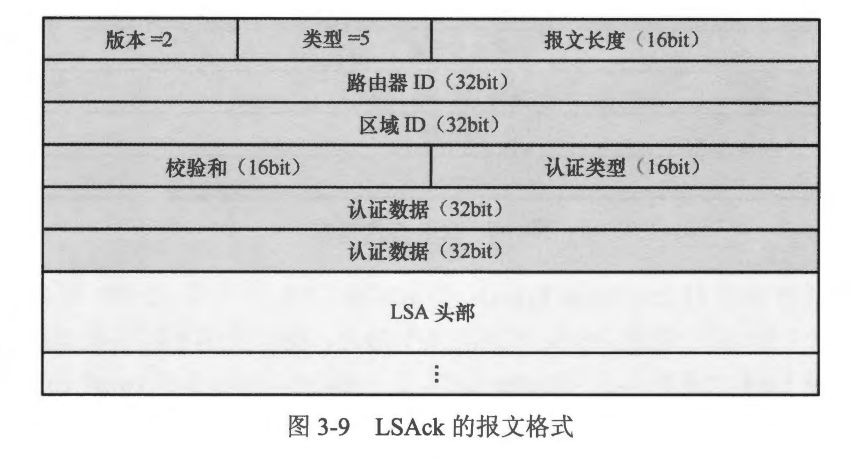 版本=2 类型=5 报文长度（16bit）
路由器 ID（32bit）
区域 ID（32bit）
校验和（16bit） 认证类型（16bit）
认证数据（32bit）
认证数据（32bit）
LSA 头部
⋮
图 3-9 LSAck 的报文格式